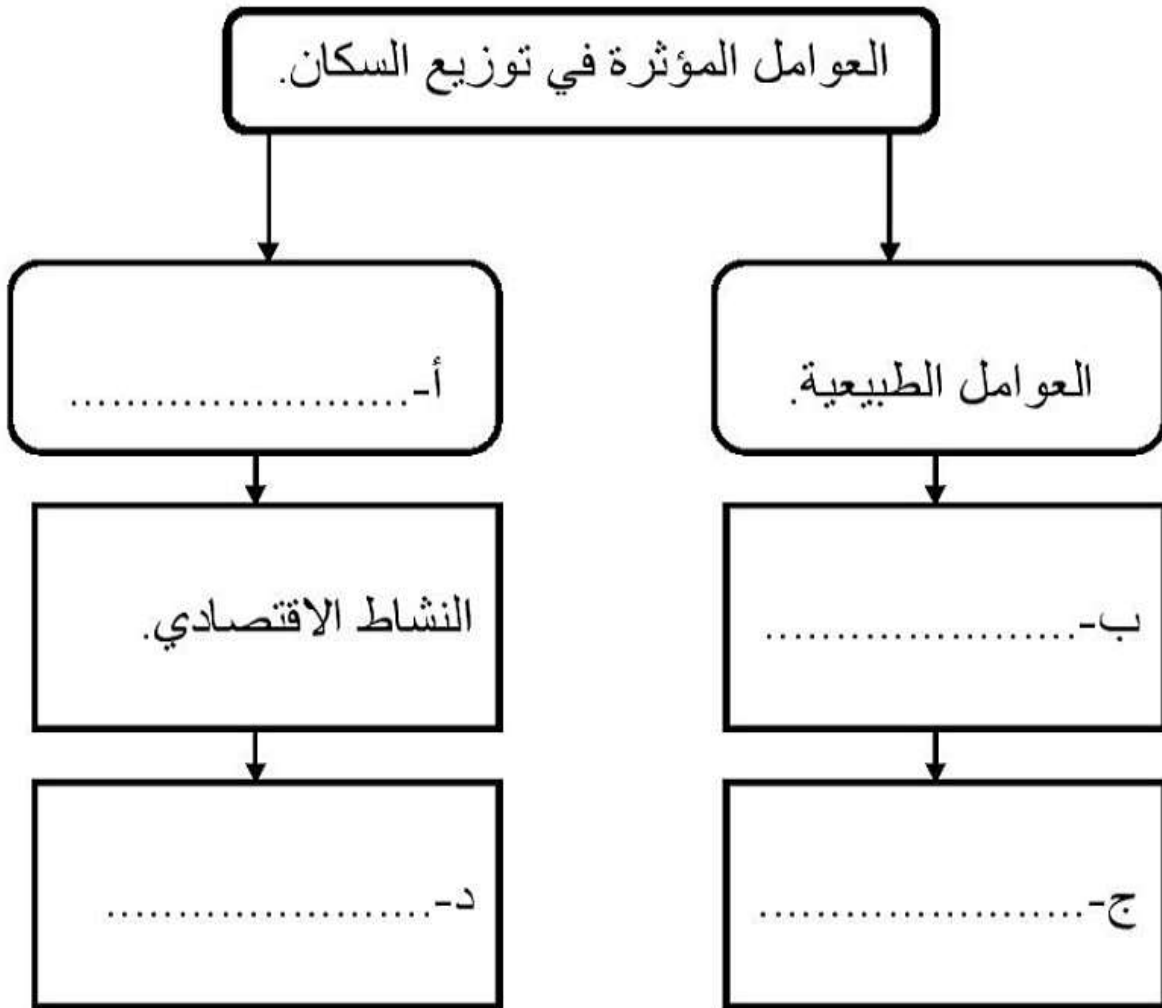 العوامل المؤثرة في توزيع السكان.
العوامل الطبيعية.
أ-........................
ب-......................
النشاط الاقتصادي.
ج-.......................
د-.......................